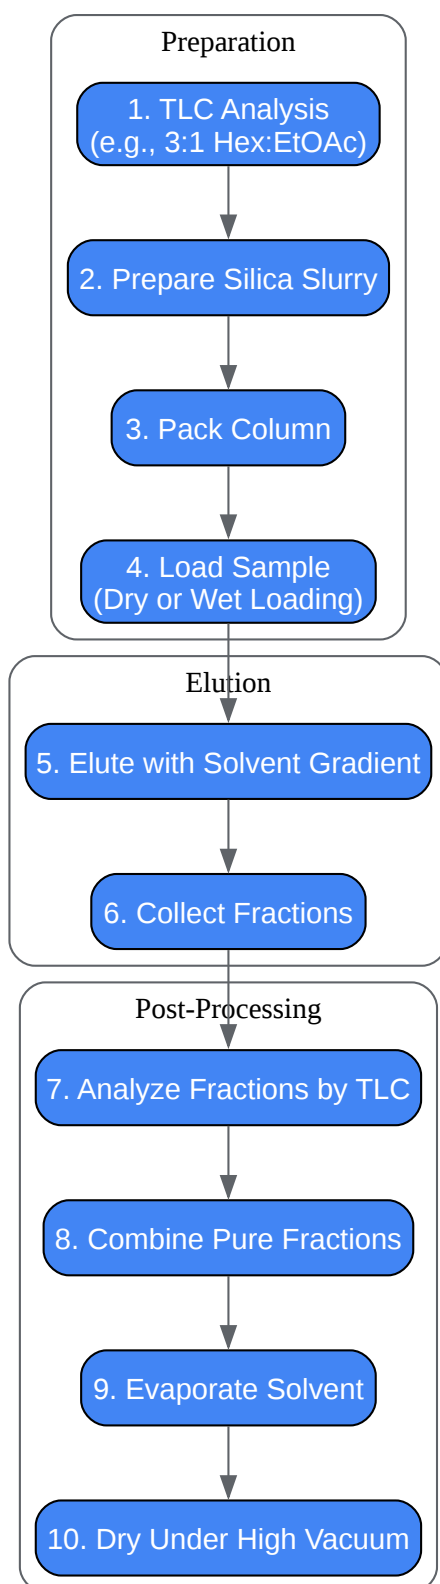 Preparation
1. TLC Analysis
(e.g., 3:1 Hex:EtOAc)
2. Prepare Silica Slurry
3. Pack Column
4. Load Sample
(Dry or Wet Loading)
Elution
5. Elute with Solvent Gradient
6. Collect Fractions
Post-Processing
7. Analyze Fractions by TLC
8. Combine Pure Fractions
9. Evaporate Solvent
10. Dry Under High Vacuum